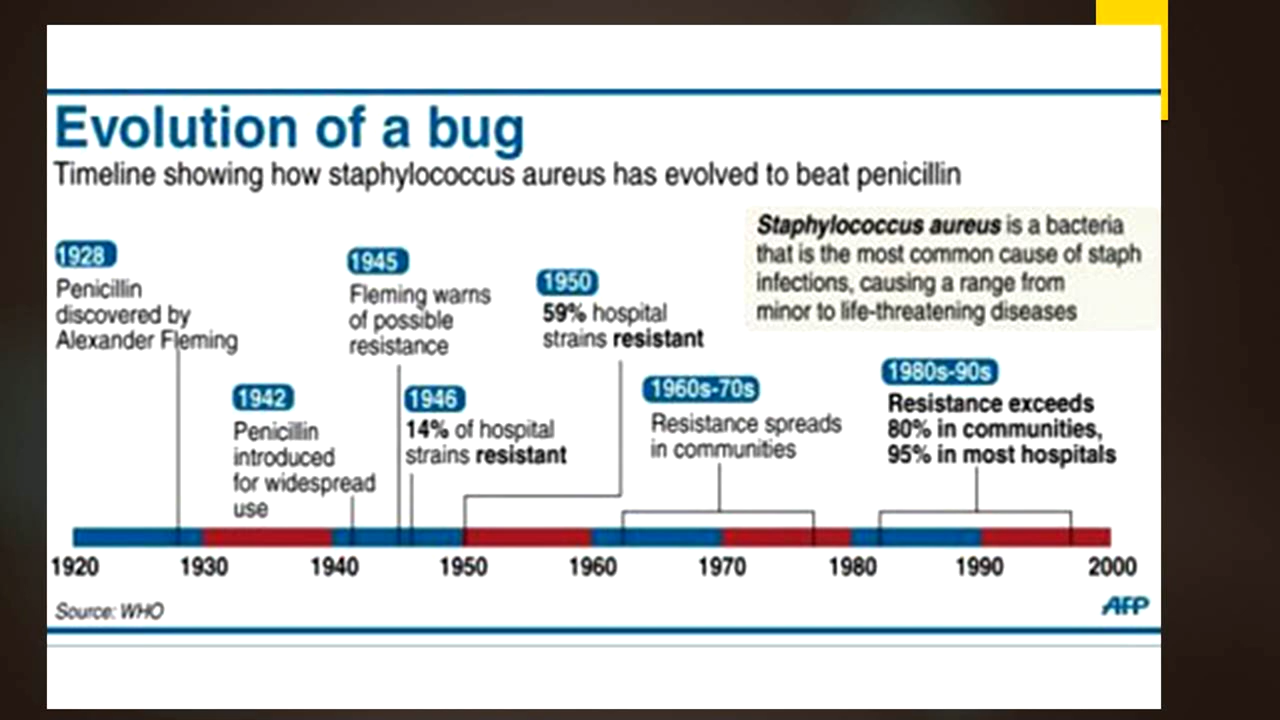 Evolution of a bug
Timeline showing how staphylococcus aureus has evolved to beat penicillin
Staphylococcus aureus is a bacteria
that is the most common cause of staph
infections, causing a range from
minor to life-threatening diseases
1928
Penicillin
discovered by
Alexander Fleming
1942
Penicillin
introduced
for widespread
use
1945
Fleming warns
of possible
resistance
1946
14% of hospital
strains resistant
1950
59% hospital
strains resistant
1960s-70s
Resistance spreads
in communities
1980s-90s
Resistance exceeds
80% in communities,
95% in most hospitals
1920 1930 1940 1950 1960 1970 1980 1990 2000
Source: WHO
AFP